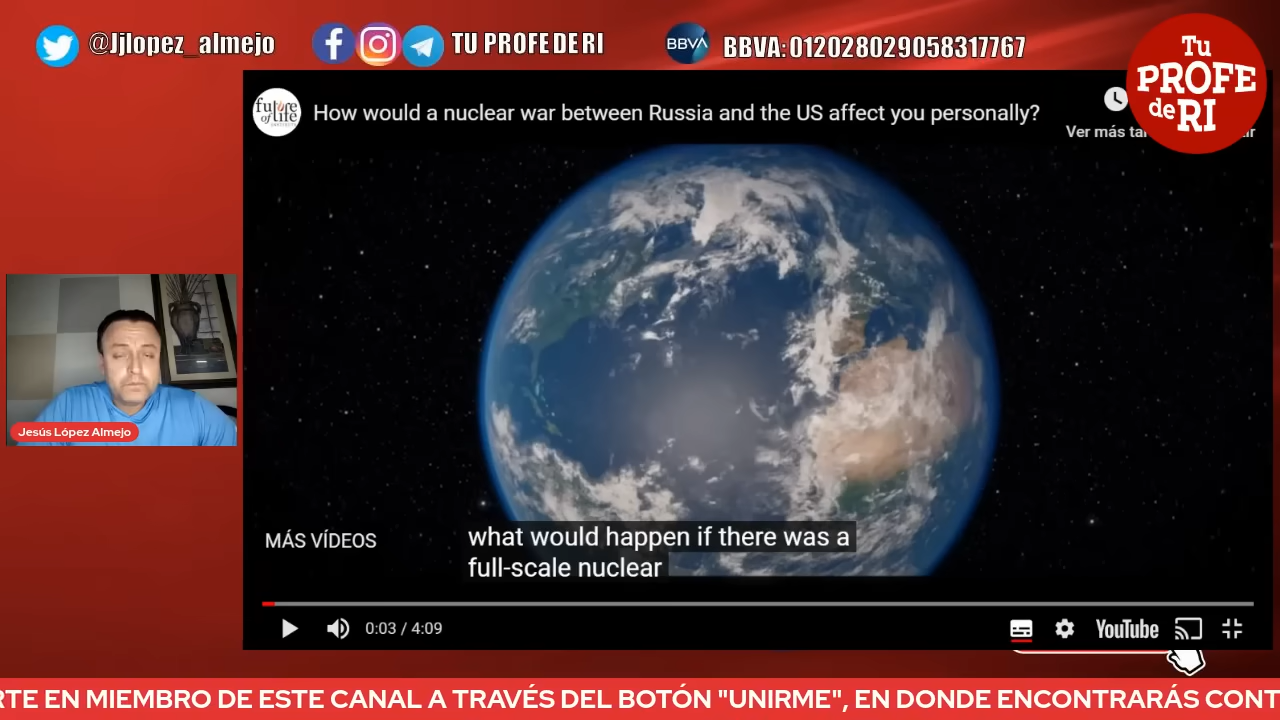 @Jjlopez_almejo
TU PROFE DE RI
BBVA
BBVA: 012028029058317767
Tu
PROFE
de RI
future
of life
How would a nuclear war between Russia and the US affect you personally?
Ver más
Jesús López Almejo
MÁS VÍDEOS
what would happen if there was a
full-scale nuclear
0:03 / 4:09
YouTube
EN MIEMBRO DE ESTE CANAL A TRAVÉS DEL BOTÓN "UNIRME", EN DONDE ENCONTRARÁS